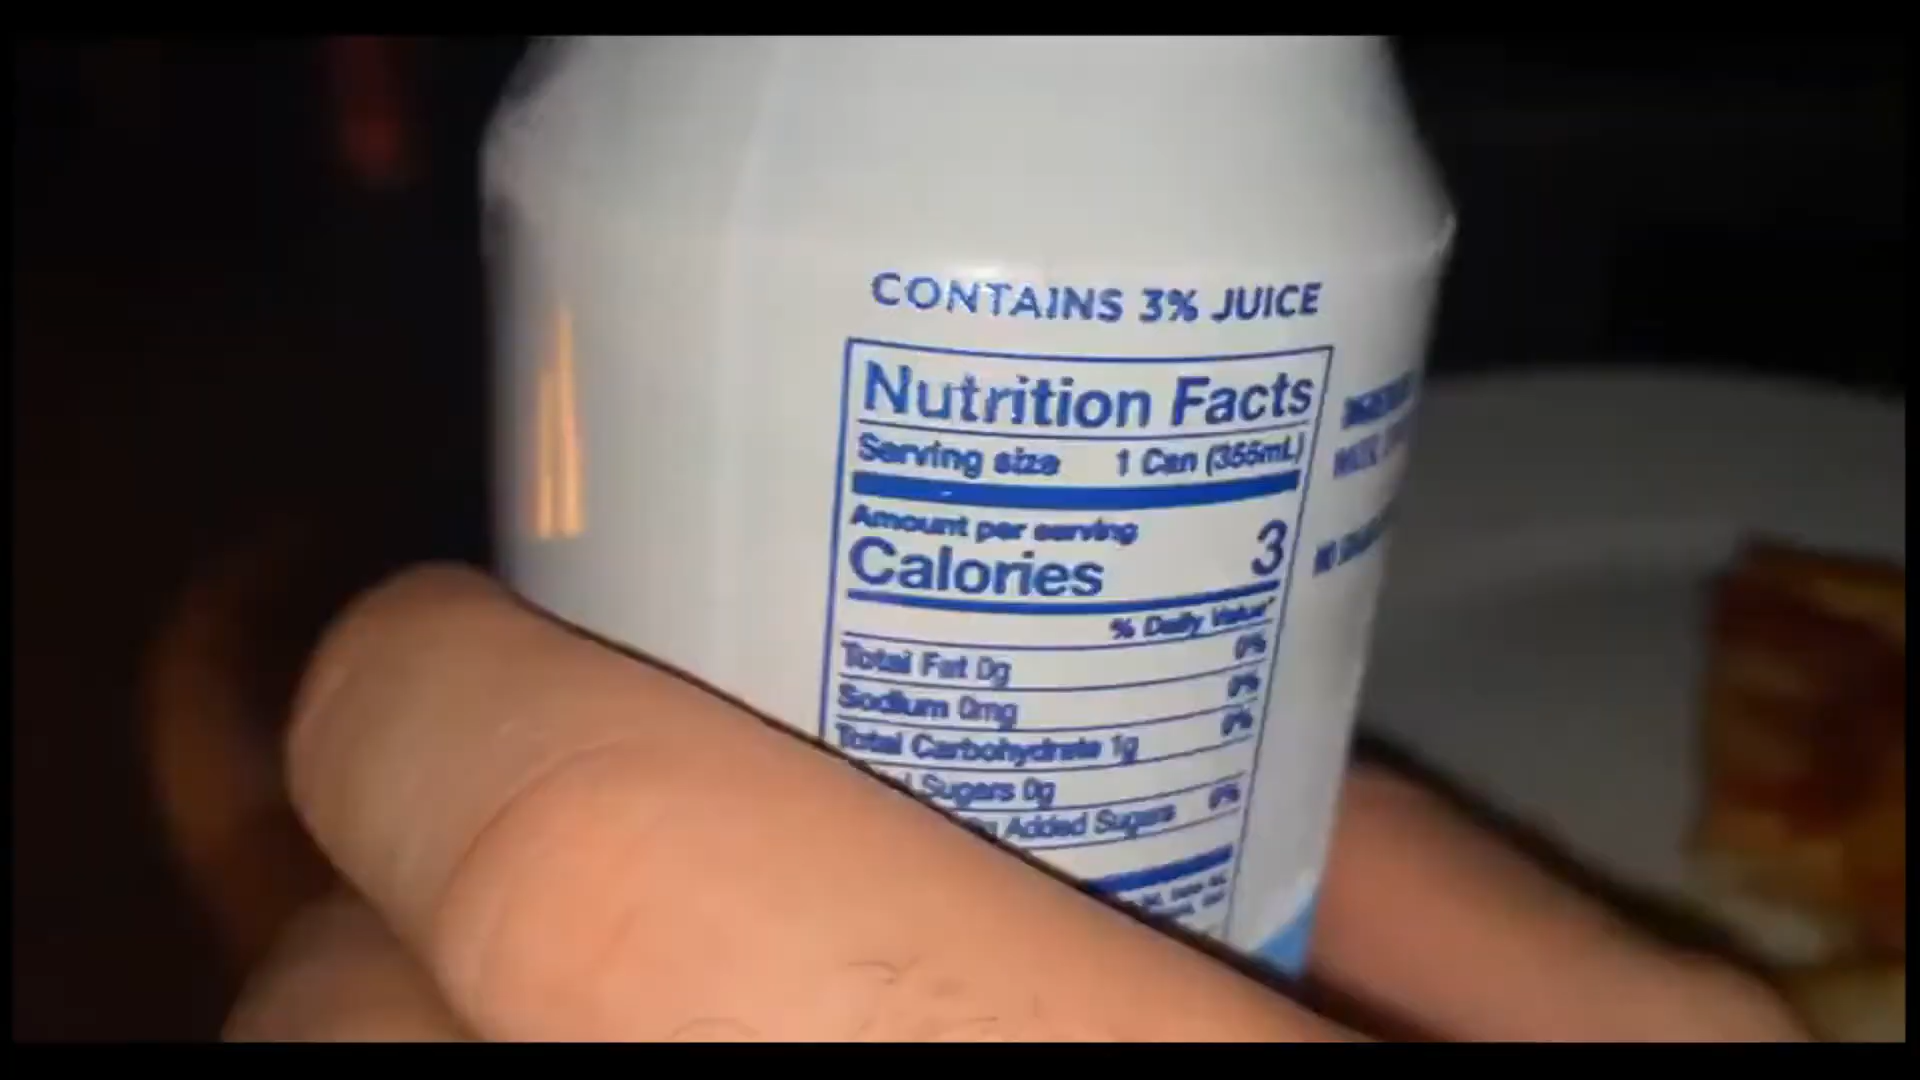 CONTAINS 3% JUICE
Nutrition Facts
Serving size 1 Can (355mL)
Amount per serving
Calories 3
% Daily Value*
Total Fat 0g 0%
Sodium 0mg 0%
Total Carbohydrate 1g 0%
Sugars 0g
Added Sugars 0%